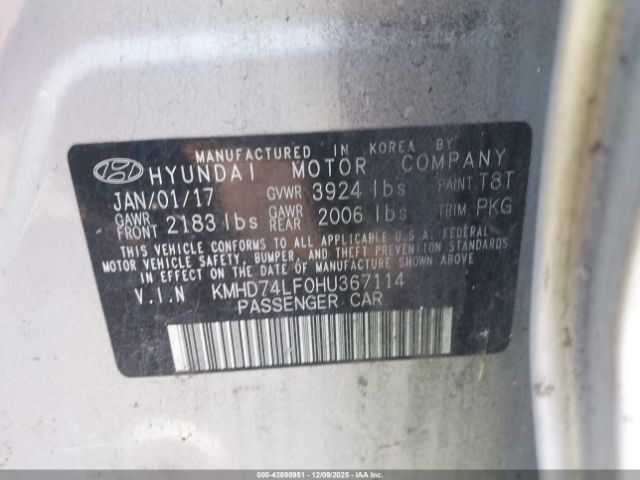 MANUFACTURED IN KOREA BY
HYUNDAI MOTOR COMPANY
JAN/01/17 GVWR 3924 lbs PAINT T8T
GAWR FRONT 2183 lbs GAWR REAR 2006 lbs TRIM PKG
THIS VEHICLE CONFORMS TO ALL APPLICABLE U.S.A. FEDERAL
MOTOR VEHICLE SAFETY, BUMPER, AND THEFT PREVENTION STANDARDS
IN EFFECT ON THE DATE OF MANUFACTURE SHOWN ABOVE.
V.I.N KMHD74LF0HU367114
PASSENGER CAR
000-43898951 - 12/09/2025 - IAAI.COM